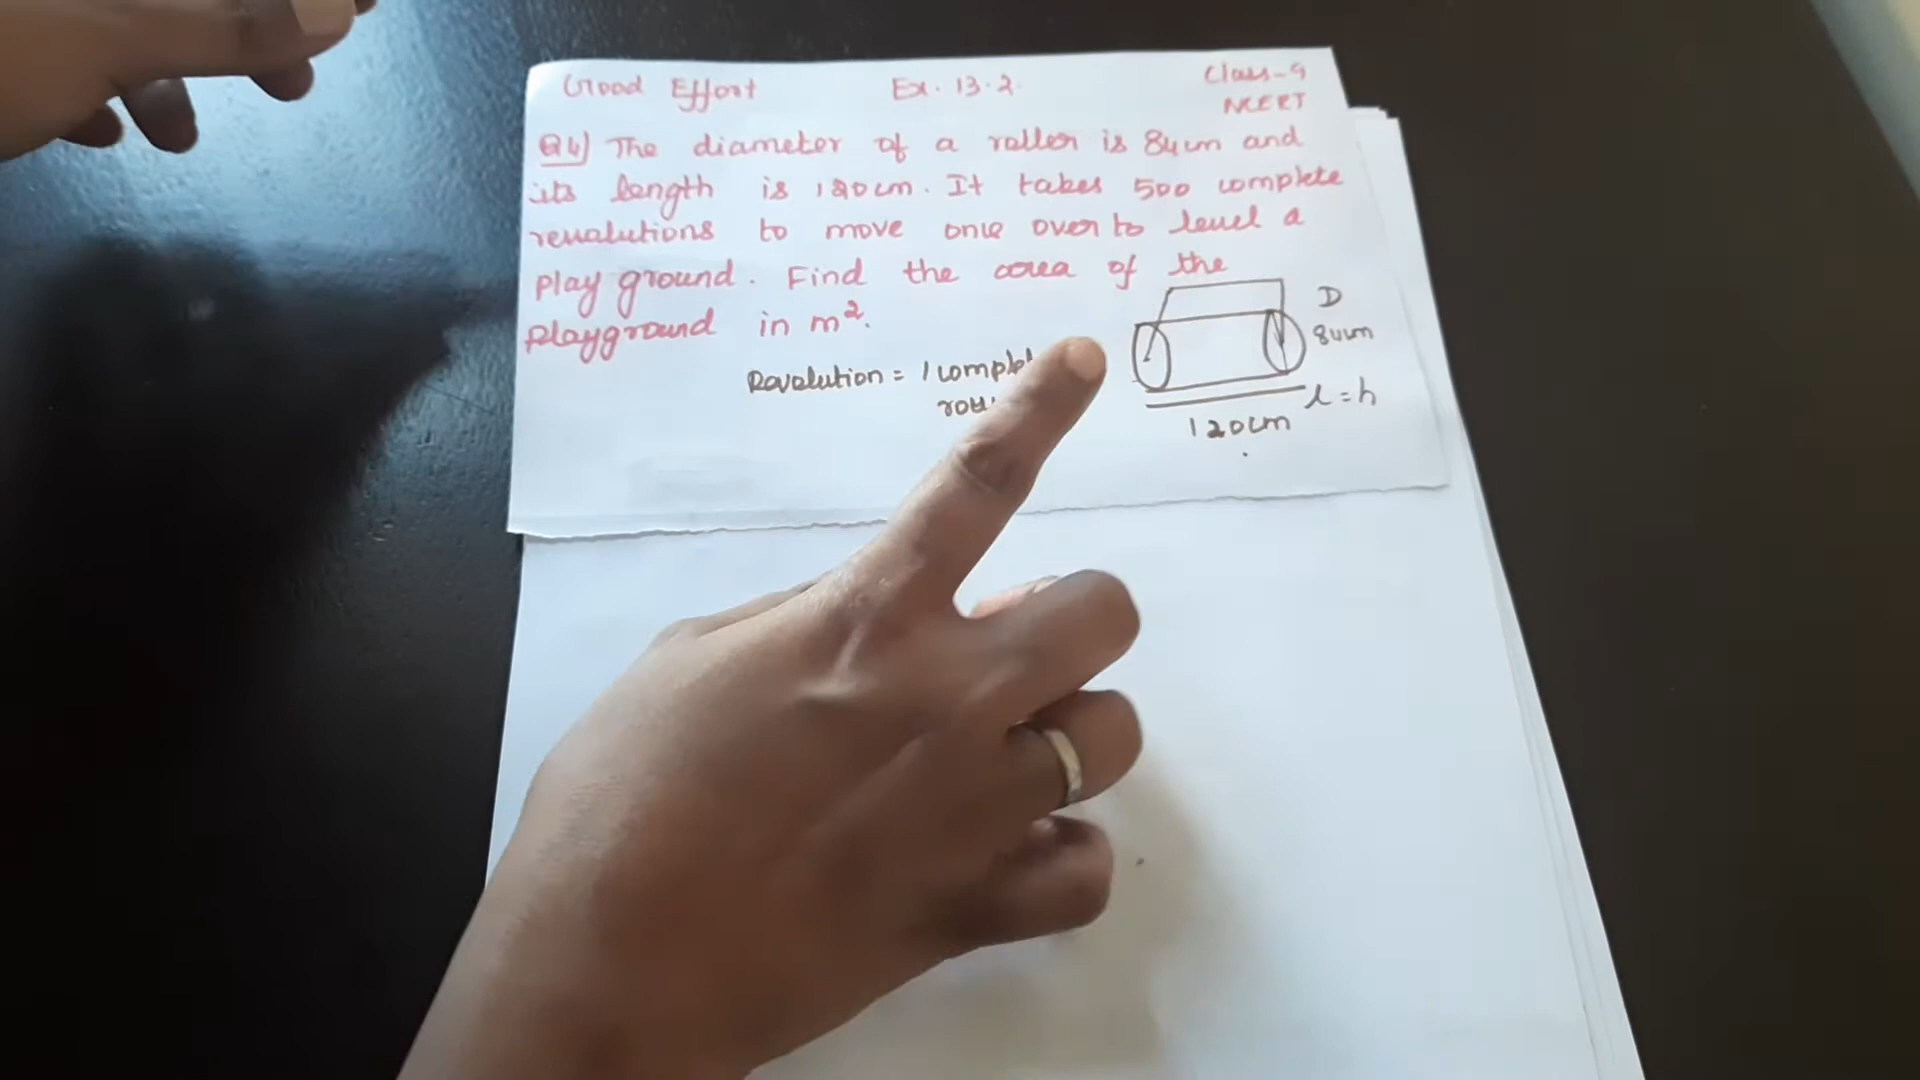 Good Effort Ex. 13.2 Class-9
NCERT
Q4) The diameter of a roller is 84cm and
its length is 120cm. It takes 500 complete
revolutions to move once over to level a
play ground. Find the area of the
playground in m².
D
84cm
Revolution = 1 complet
l = h
120cm